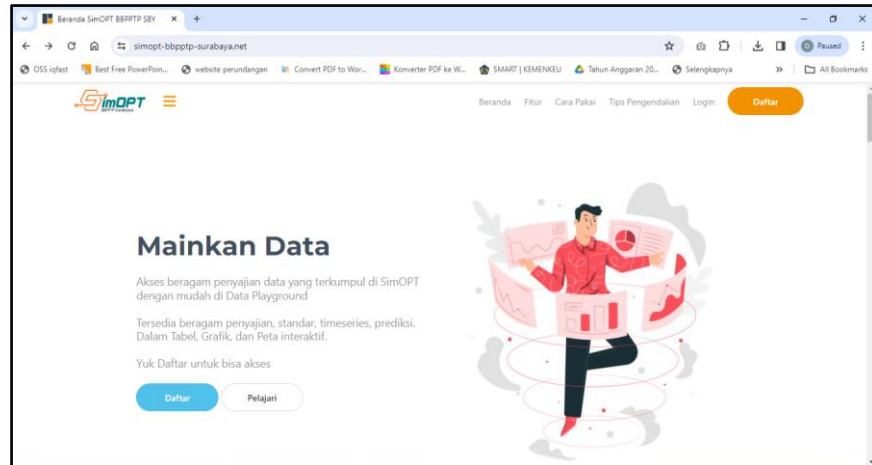 Beranda SimOPT BBPPTP SBY
simopt-bbpptp-surabaya.net
Paused
OSS iqfast Best Free PowerPoin... website perundangan Convert PDF to Wor... Konverter PDF ke W... SMART | KEMENKEU Tahun Anggaran 20... Selengkapnya All Bookmarks
SimOPT Beranda Fitur Cara Pakai Tips Pengendalian Login Daftar
Mainkan Data
Akses beragam penyajian data yang terkumpul di SimOPT
dengan mudah di Data Playground
Tersedia beragam penyajian, standar, timeseries, prediksi.
Dalam Tabel, Grafik, dan Peta interaktif.
Yuk Daftar untuk bisa akses
Daftar Pelajari